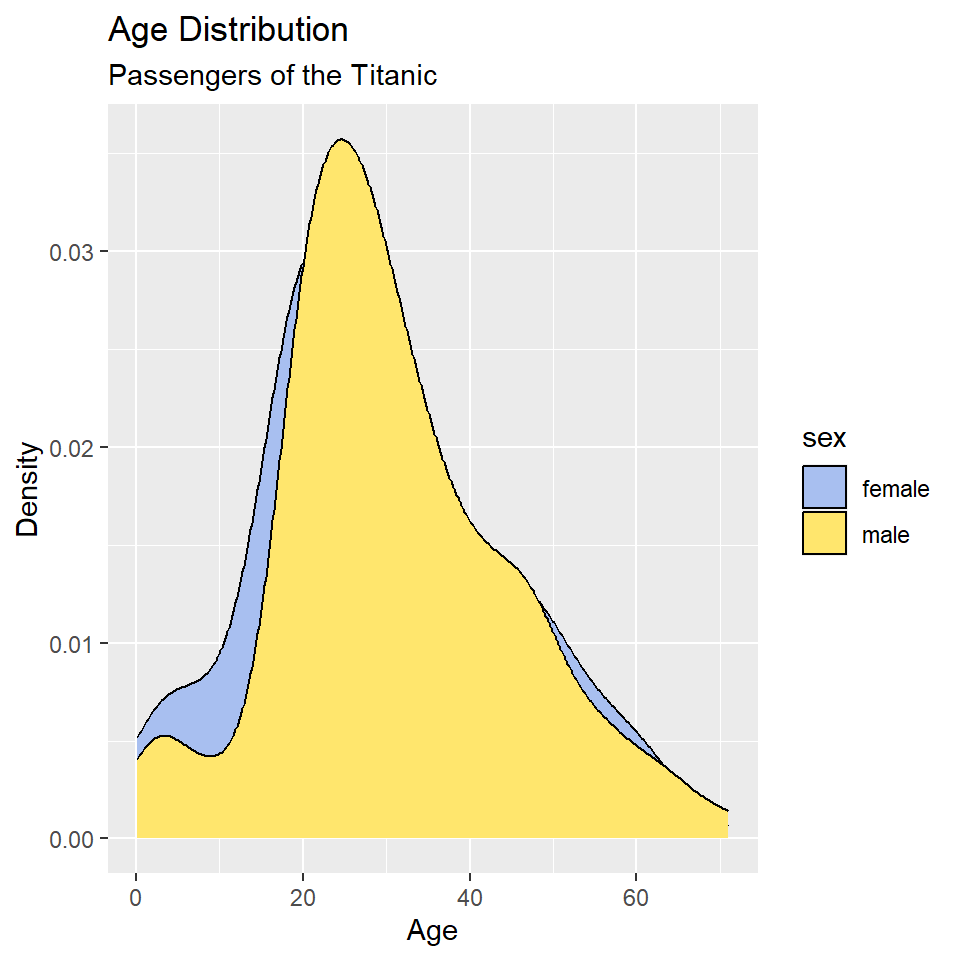 Age Distribution
Passengers of the Titanic
Density
0.03
0.02
0.01
0.00
0 20 40 60
Age
sex
female
male